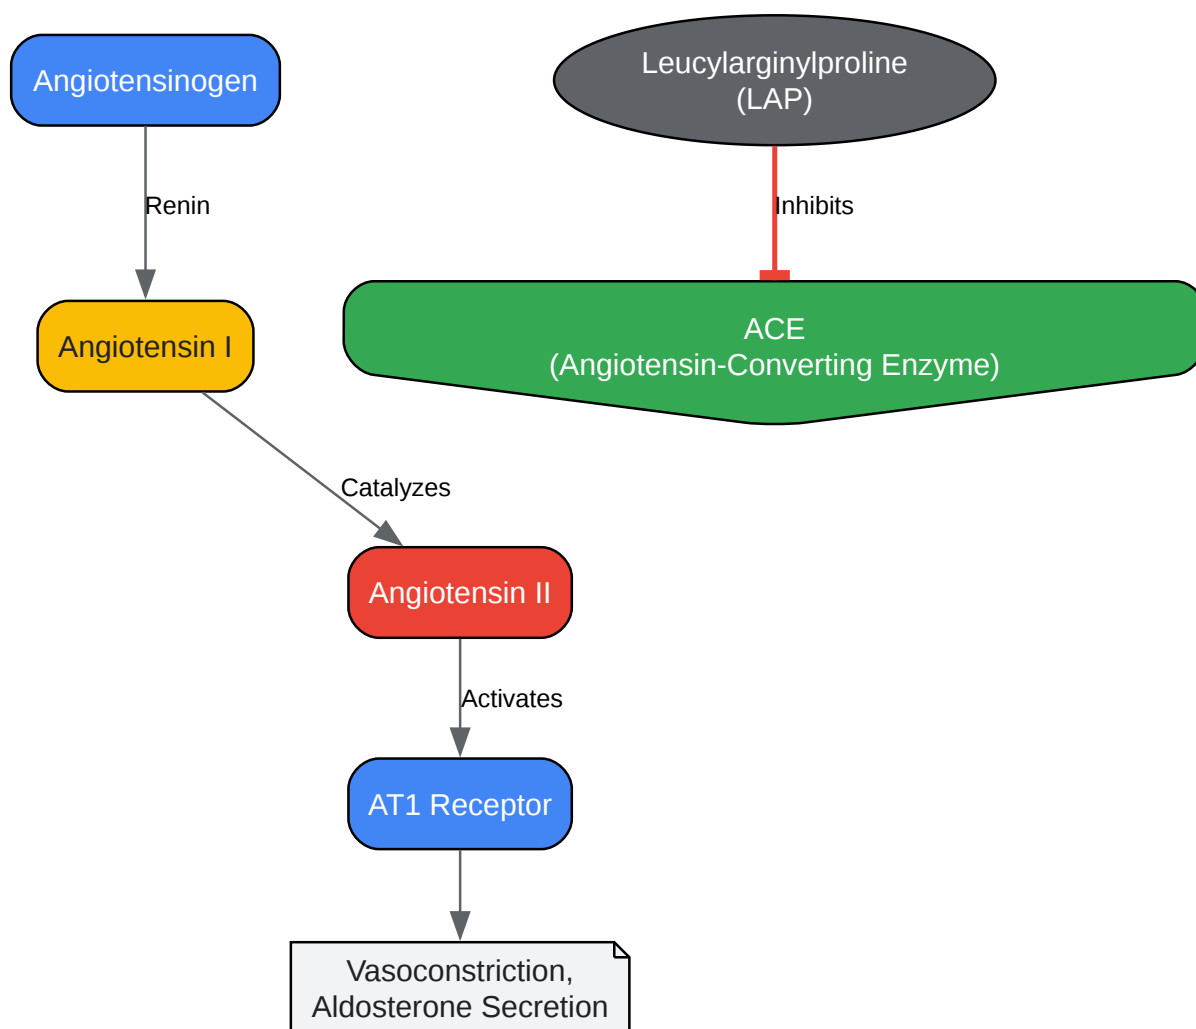 Angiotensinogen
Leucylarginylproline
(LAP)
Renin
Inhibits
Angiotensin I
ACE
(Angiotensin-Converting Enzyme)
Catalyzes
Angiotensin II
Activates
AT1 Receptor
Vasoconstriction,
Aldosterone Secretion